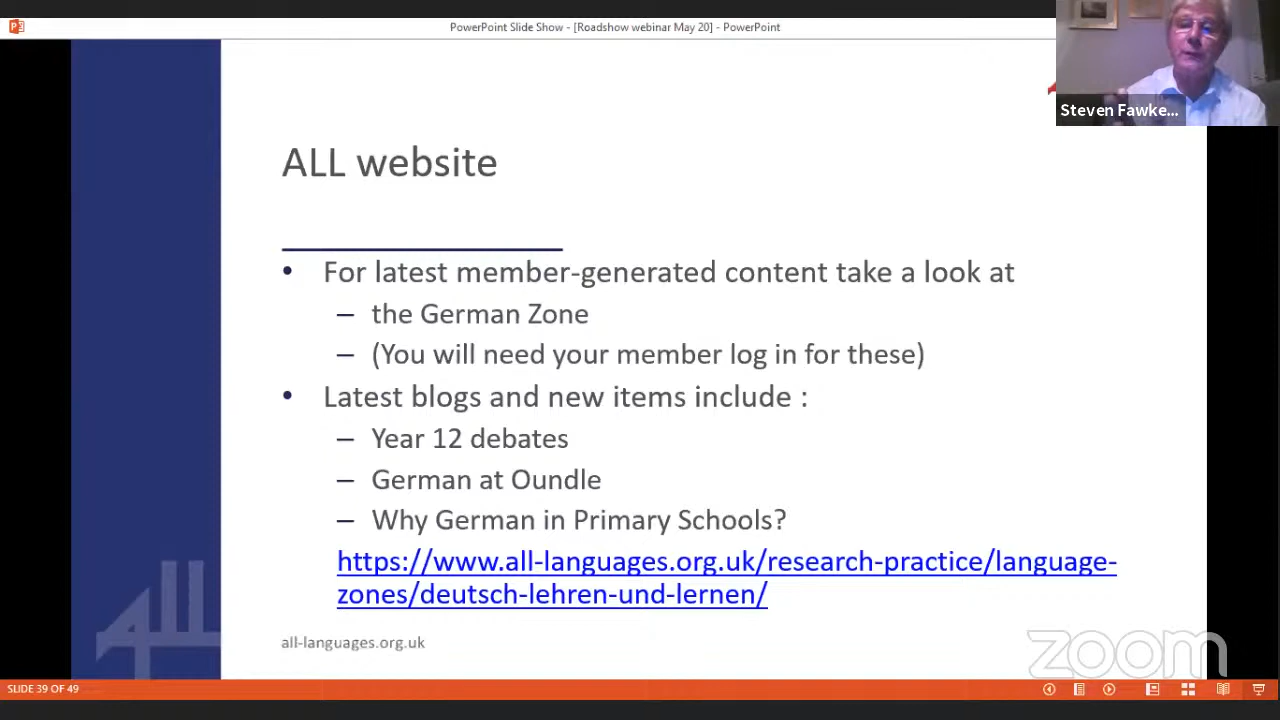 PowerPoint Slide Show - [Roadshow webinar May 20] - PowerPoint
Steven Fawke...
ALL website
• For latest member-generated content take a look at
– the German Zone
– (You will need your member log in for these)
• Latest blogs and new items include :
– Year 12 debates
– German at Oundle
– Why German in Primary Schools?
https://www.all-languages.org.uk/research-practice/language-
zones/deutsch-lehren-und-lernen/
all-languages.org.uk
zoom
SLIDE 39 OF 49